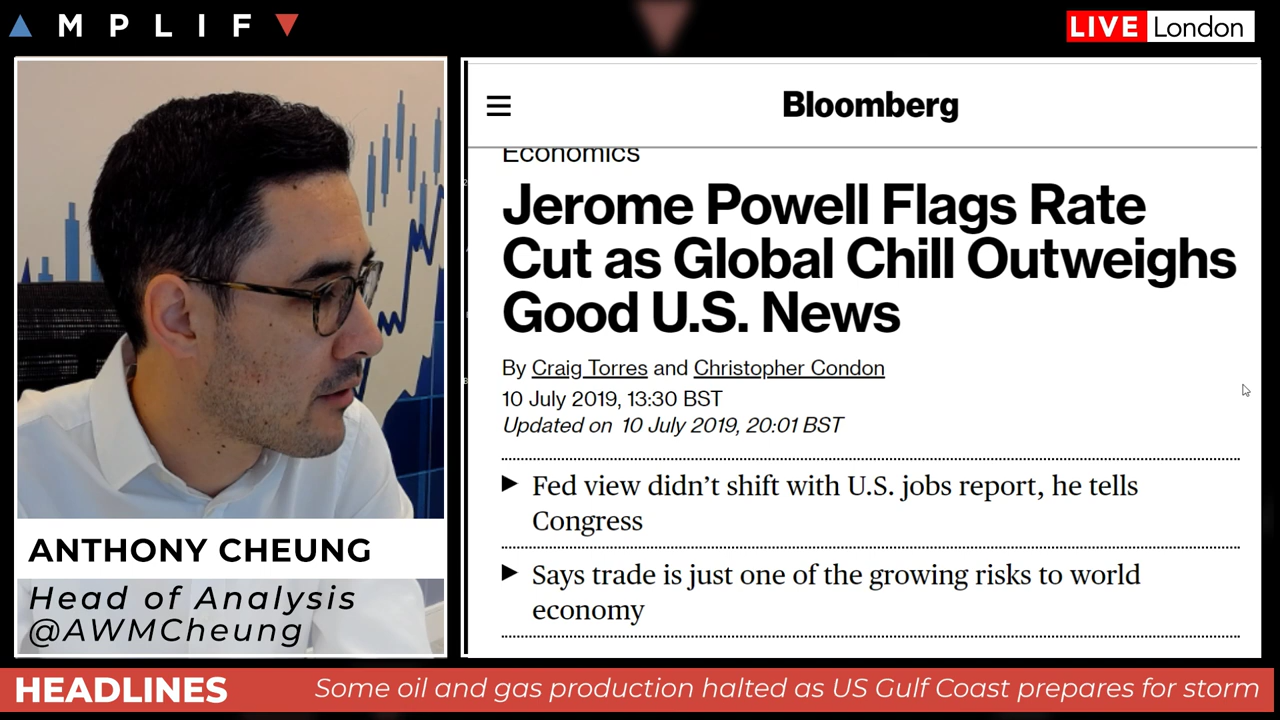 ▲ M P L I F ▼
LIVE London
Bloomberg
Economics
Jerome Powell Flags Rate
Cut as Global Chill Outweighs
Good U.S. News
By Craig Torres and Christopher Condon
10 July 2019, 13:30 BST
Updated on 10 July 2019, 20:01 BST
Fed view didn’t shift with U.S. jobs report, he tells
Congress
Says trade is just one of the growing risks to world
economy
ANTHONY CHEUNG
Head of Analysis
@AWMCheung
HEADLINES Some oil and gas production halted as US Gulf Coast prepares for storm